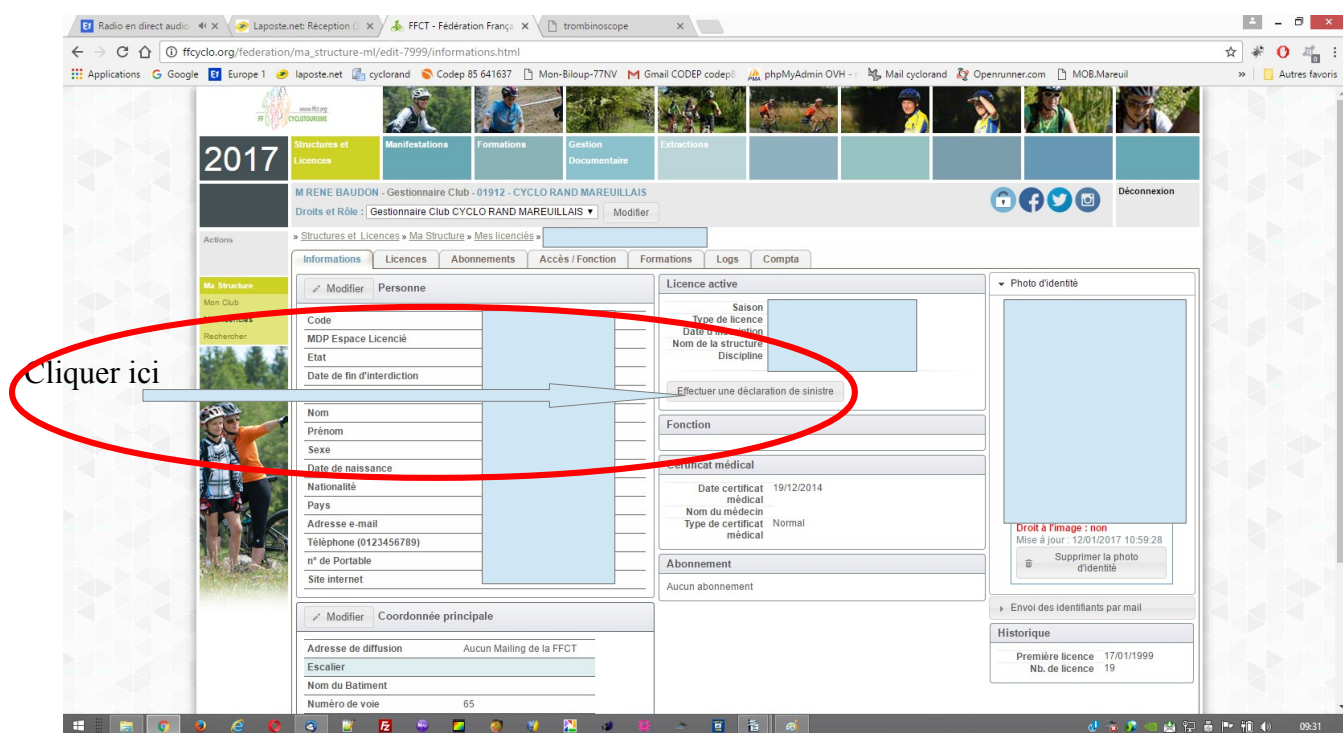 Radio en direct audio
Laposte.net: Réception (
FFCT - Fédération França
trombinoscope
ffcyclo.org/federation/ma_structure-ml/edit-7999/informations.html
Applications Google Europe 1 laposte.net cyclorand Codep 85 641637 Mon-Biloup-77NV Gmail CODEP codep8 phpMyAdmin OVH - Mail cyclorand Openrunner.com MOB.Mareuil » Autres favoris
www.ffct.org
FF CYCLOTOURISME
2017
Structures et Licences
Manifestations
Formations
Gestion Documentaire
Extractions
M RENE BAUDON - Gestionnaire Club - 01912 - CYCLO RAND MAREUILLAIS
Droits et Rôle : Gestionnaire Club CYCLO RAND MAREUILLAIS Modifier
Déconnexion
Actions
» Structures et Licences » Ma Structure » Mes licenciés »
Informations Licences Abonnements Accès / Fonction Formations Logs Compta
Ma Structure
Mon Club
Rechercher
Cliquer ici
Modifier Personne
Code
MDP Espace Licencié
Etat
Date de fin d'interdiction
Nom
Prénom
Sexe
Date de naissance
Nationalité
Pays
Adresse e-mail
Téléphone (0123456789)
n° de Portable
Site internet
Modifier Coordonnée principale
Adresse de diffusion Aucun Mailing de la FFCT
Escalier
Nom du Batiment
Numéro de voie 65
Licence active
Saison
Type de licence
Date d'inscription
Nom de la structure
Discipline
Effectuer une déclaration de sinistre
Fonction
Certificat médical
Date certificat médical 19/12/2014
Nom du médecin
Type de certificat médical Normal
Abonnement
Aucun abonnement
Photo d'identité
Droit à l'image : non
Mise à jour : 12/01/2017 10:59:28
Supprimer la photo d'identité
Envoi des identifiants par mail
Historique
Première licence 17/01/1999
Nb. de licence 19
09:31